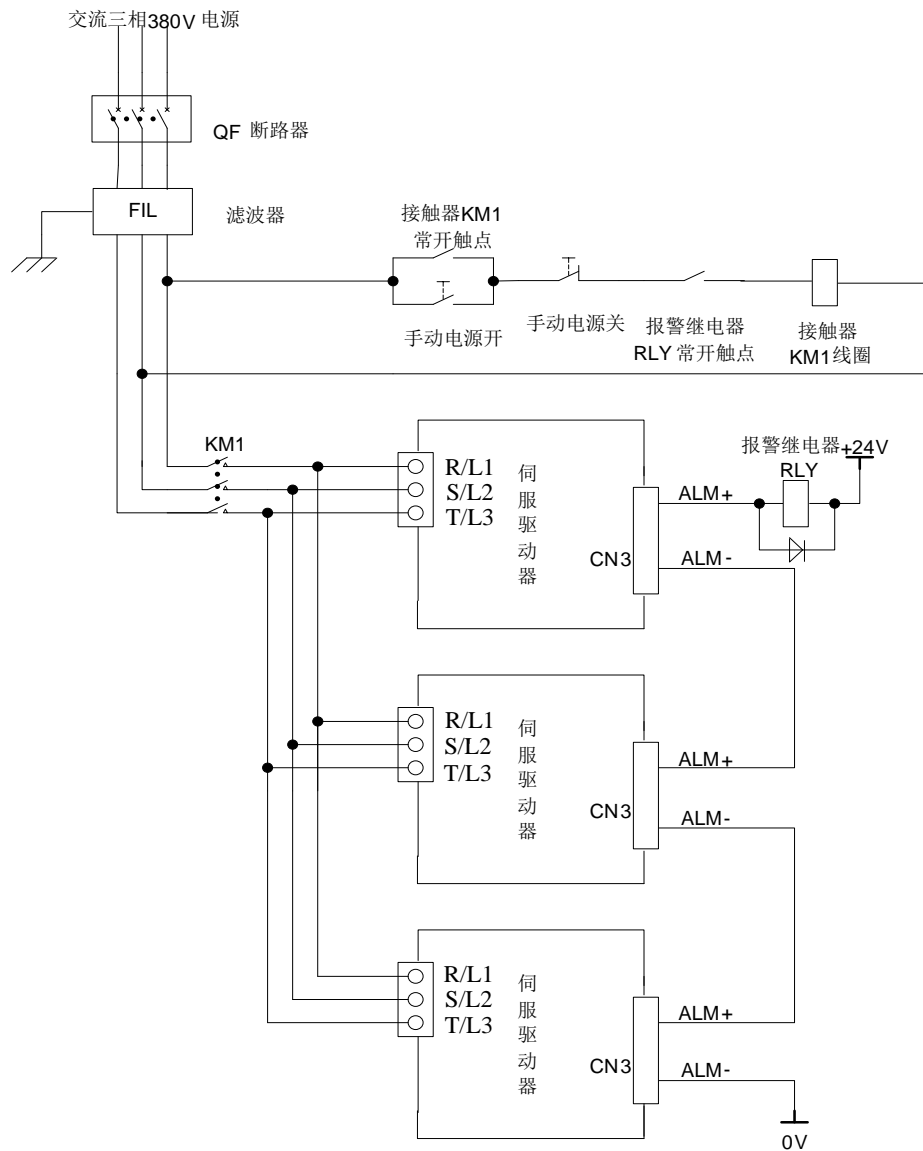 交流三相380V 电源
QF 断路器
FIL
滤波器
接触器KM1
常开触点
手动电源开
手动电源关
报警继电器
RLY 常开触点
接触器
KM1线圈
KM1
R/L1
S/L2
T/L3
伺服驱动器
CN3
ALM+
ALM-
报警继电器
RLY
+24V
R/L1
S/L2
T/L3
伺服驱动器
CN3
ALM+
ALM-
R/L1
S/L2
T/L3
伺服驱动器
CN3
ALM+
ALM-
0V